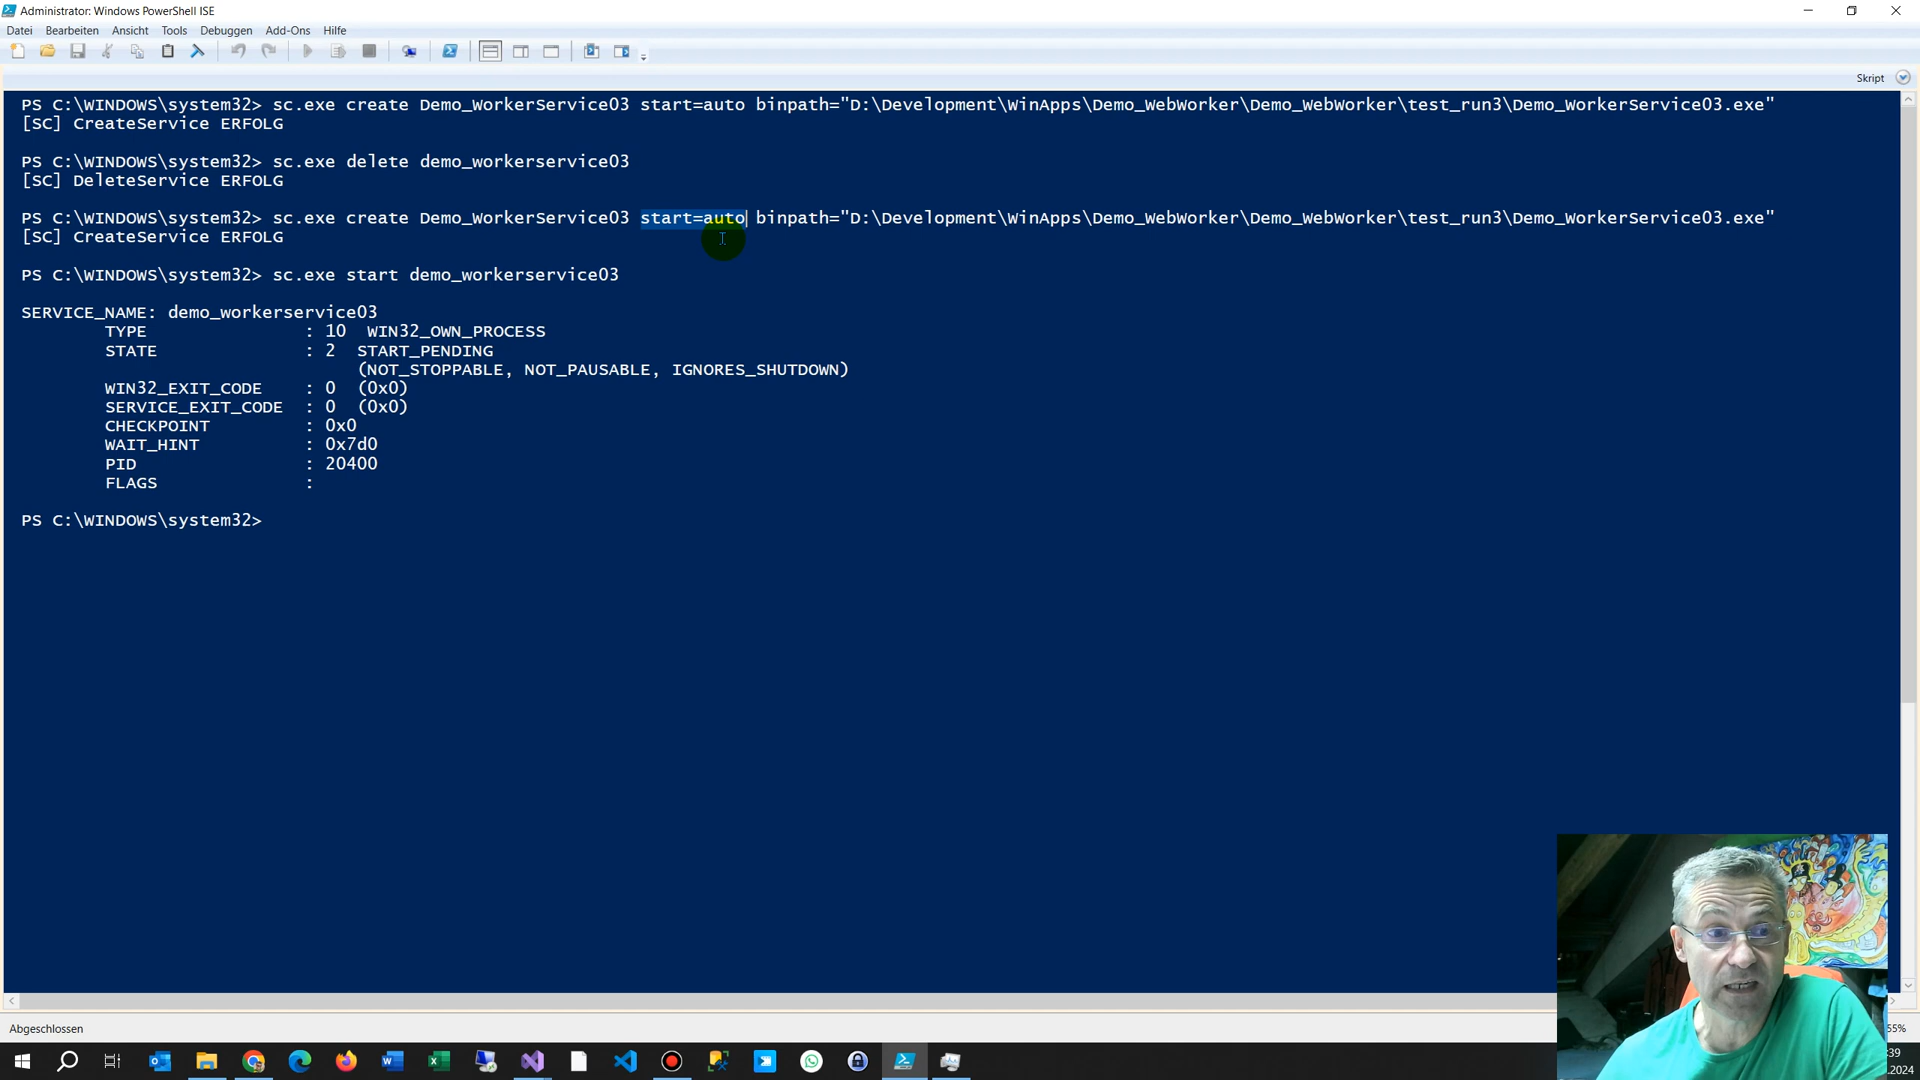 Administrator: Windows PowerShell ISE
Datei Bearbeiten Ansicht Tools Debuggen Add-Ons Hilfe
Skript
PS C:\WINDOWS\system32> sc.exe create Demo_WorkerService03 start=auto binpath="D:\Development\WinApps\Demo_WebWorker\Demo_WebWorker\test_run3\Demo_WorkerService03.exe"
[SC] CreateService ERFOLG
PS C:\WINDOWS\system32> sc.exe delete demo_workerservice03
[SC] DeleteService ERFOLG
PS C:\WINDOWS\system32> sc.exe create Demo_WorkerService03 start=auto binpath="D:\Development\WinApps\Demo_WebWorker\Demo_WebWorker\test_run3\Demo_WorkerService03.exe"
[SC] CreateService ERFOLG
PS C:\WINDOWS\system32> sc.exe start demo_workerservice03
SERVICE_NAME: demo_workerservice03
TYPE : 10 WIN32_OWN_PROCESS
STATE : 2 START_PENDING
(NOT_STOPPABLE, NOT_PAUSABLE, IGNORES_SHUTDOWN)
WIN32_EXIT_CODE : 0 (0x0)
SERVICE_EXIT_CODE : 0 (0x0)
CHECKPOINT : 0x0
WAIT_HINT : 0x7d0
PID : 20400
FLAGS :
PS C:\WINDOWS\system32>
Abgeschlossen
55%
:39
.2024